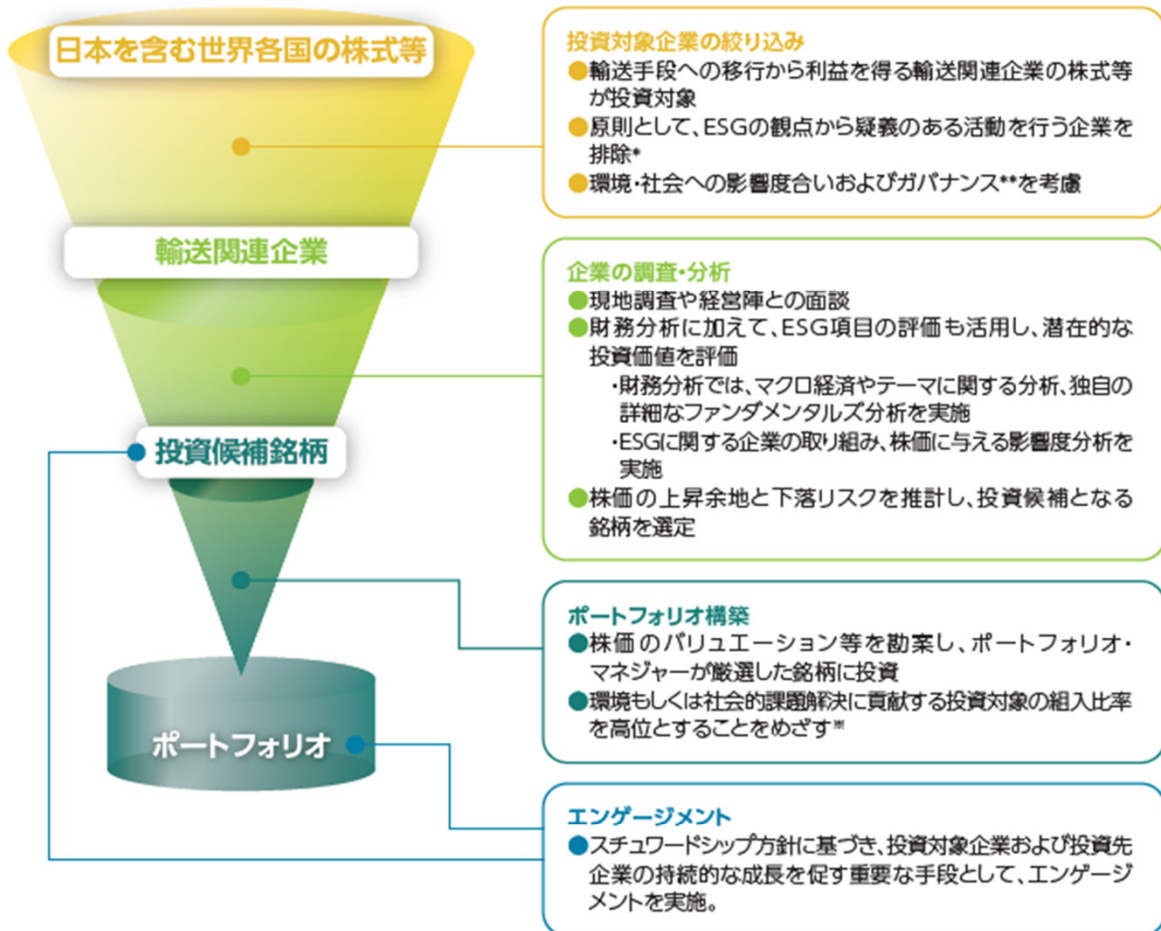 日本を含む世界各国の株式等
輸送関連企業
投資候補銘柄
ポートフォリオ
投資対象企業の絞り込み
●輸送手段への移行から利益を得る輸送関連企業の株式等
が投資対象
●原則として、ESGの観点から疑義のある活動を行う企業を
排除*
●環境・社会への影響度合いおよびガバナンス**を考慮
企業の調査・分析
●現地調査や経営陣との面談
●財務分析に加えて、ESG項目の評価も活用し、潜在的な
投資価値を評価
・財務分析では、マクロ経済やテーマに関する分析、独自の
詳細なファンダメンタルズ分析を実施
・ESGに関する企業の取り組み、株価に与える影響度分析を
実施
●株価の上昇余地と下落リスクを推計し、投資候補となる
銘柄を選定
ポートフォリオ構築
●株価のバリュエーション等を勘案し、ポートフォリオ・
マネジャーが厳選した銘柄に投資
●環境もしくは社会的課題解決に貢献する投資対象の組入比率
を高位とすることをめざす※
エンゲージメント
●スチュワードシップ方針に基づき、投資対象企業および投資先
企業の持続的な成長を促す重要な手段として、エンゲージ
メントを実施。